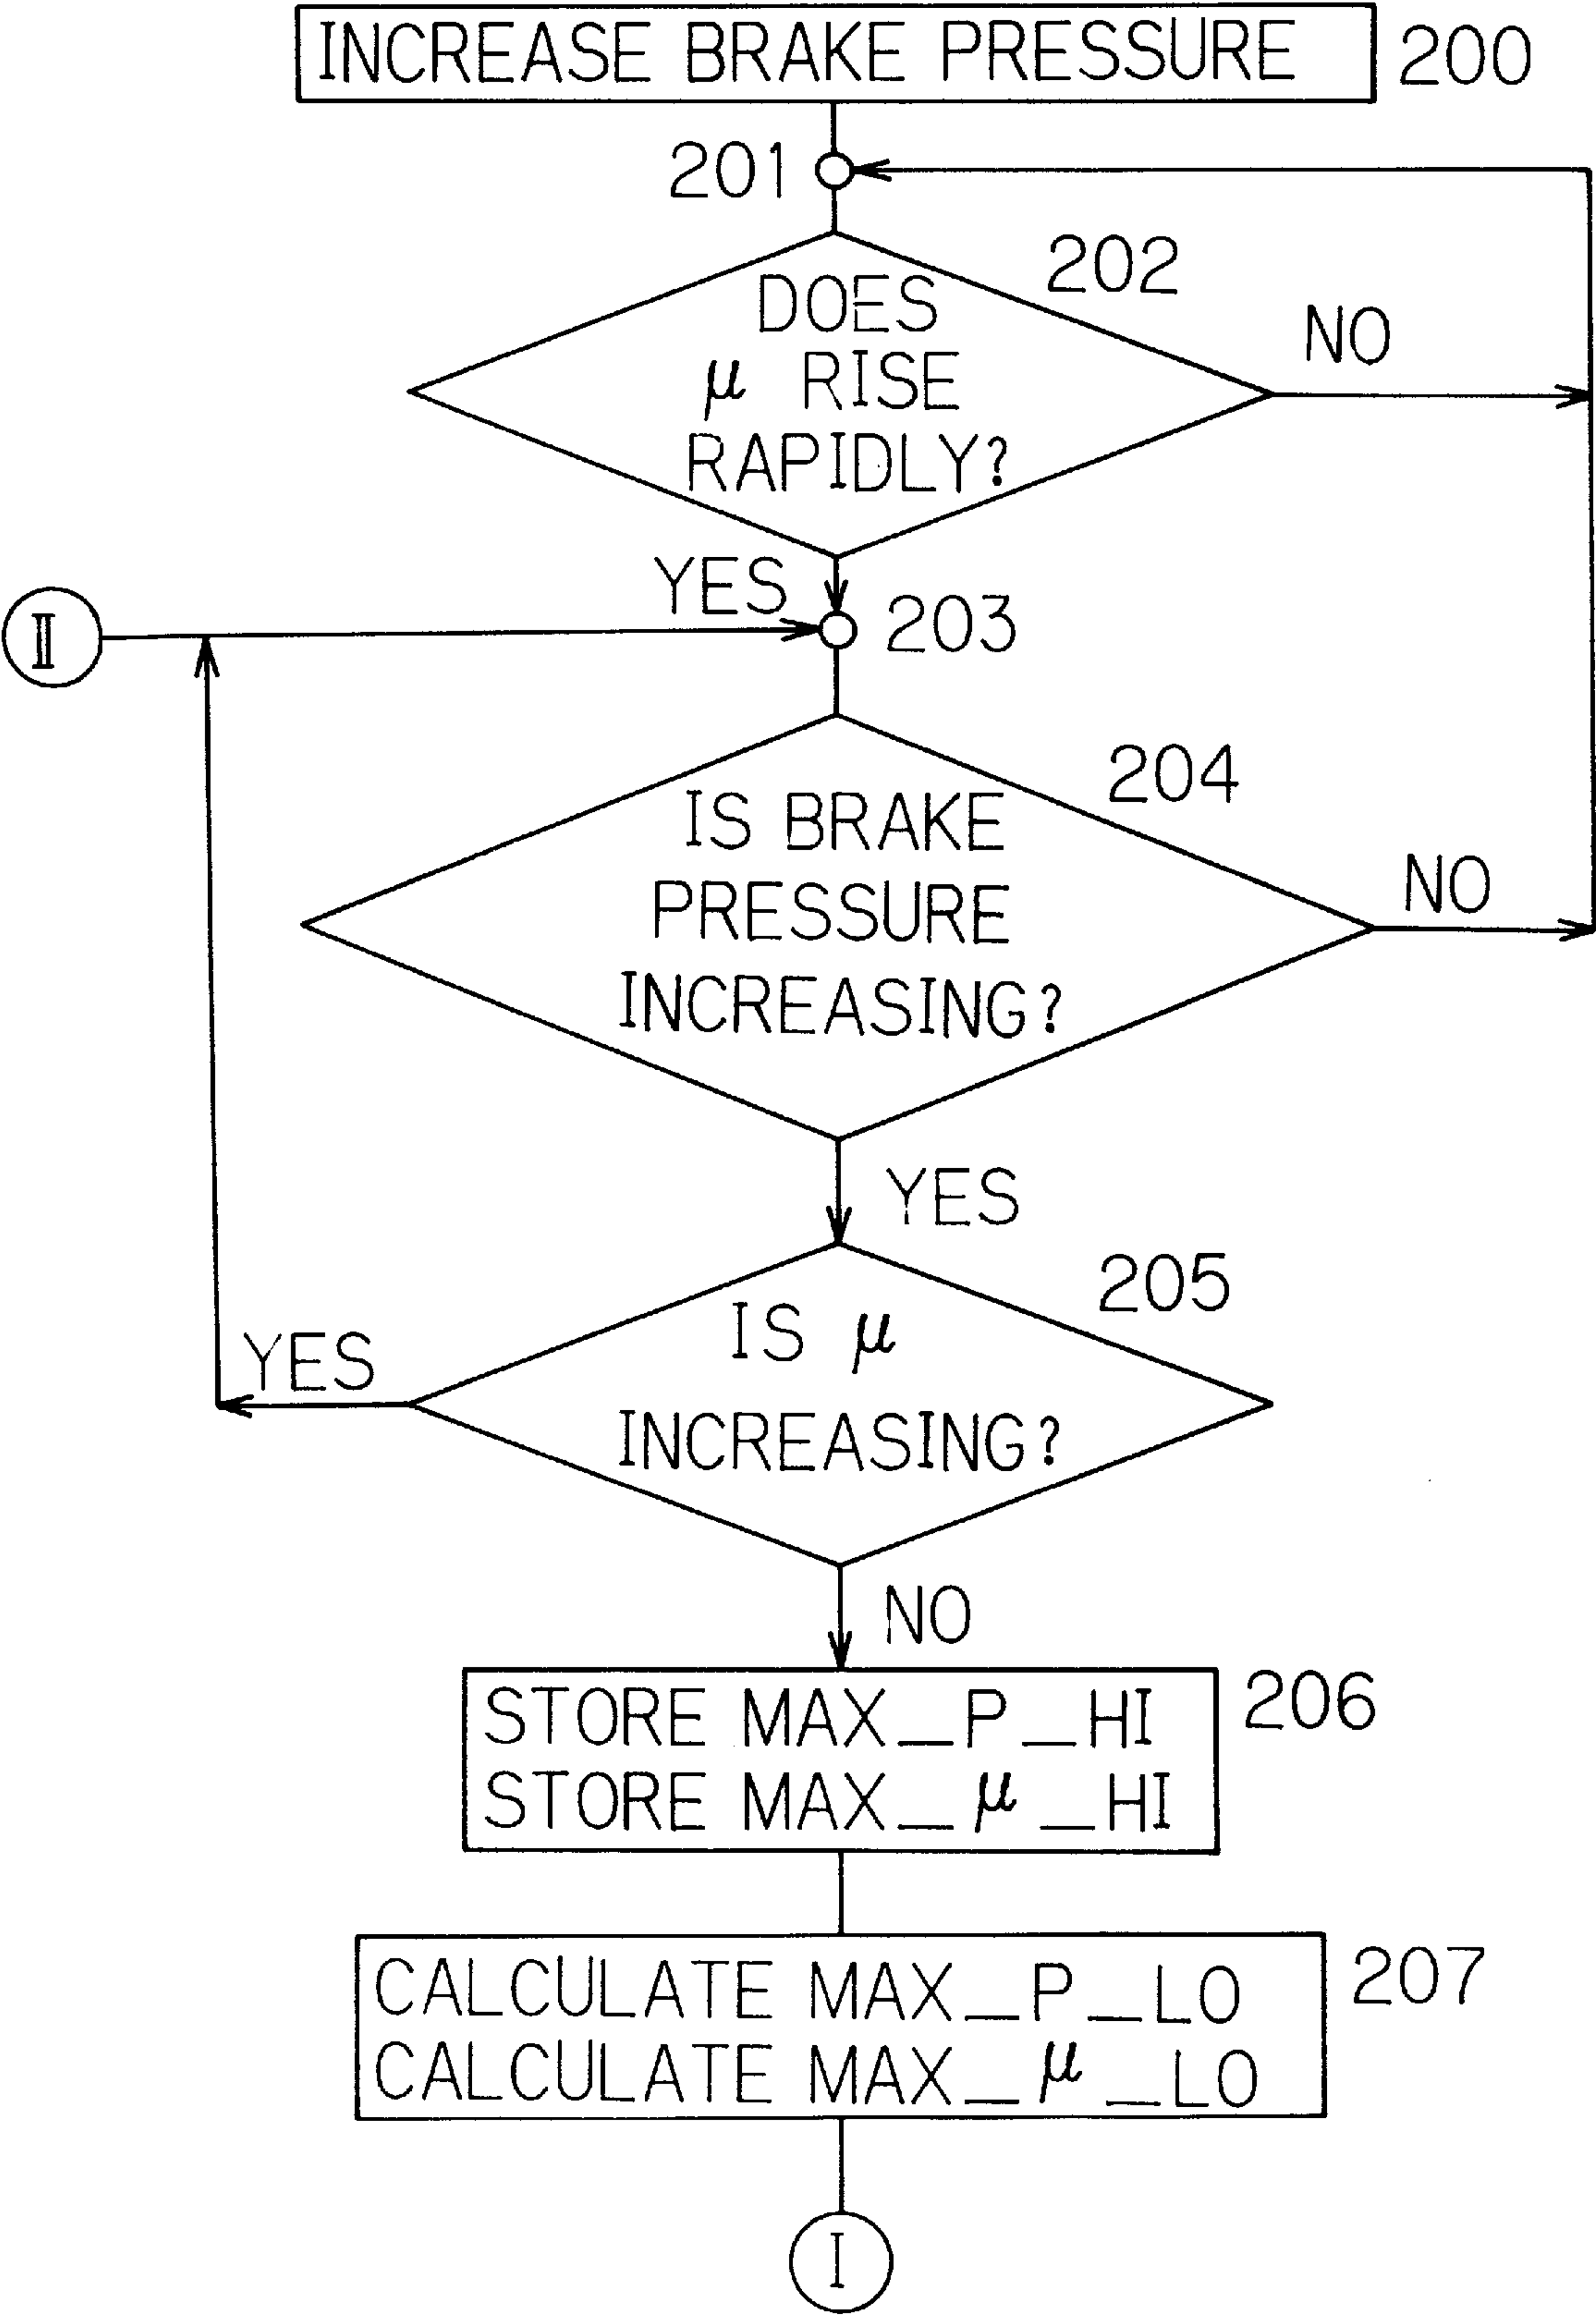 INCREASE BRAKE PRESSURE
200
201
202
DOES
μ RISE
RAPIDLY?
NO
YES
II
203
204
IS BRAKE
PRESSURE
INCREASING?
NO
YES
205
IS μ
INCREASING?
YES
NO
206
STORE MAX_P_HI
STORE MAX_μ_HI
207
CALCULATE MAX_P_LO
CALCULATE MAX_μ_LO
I